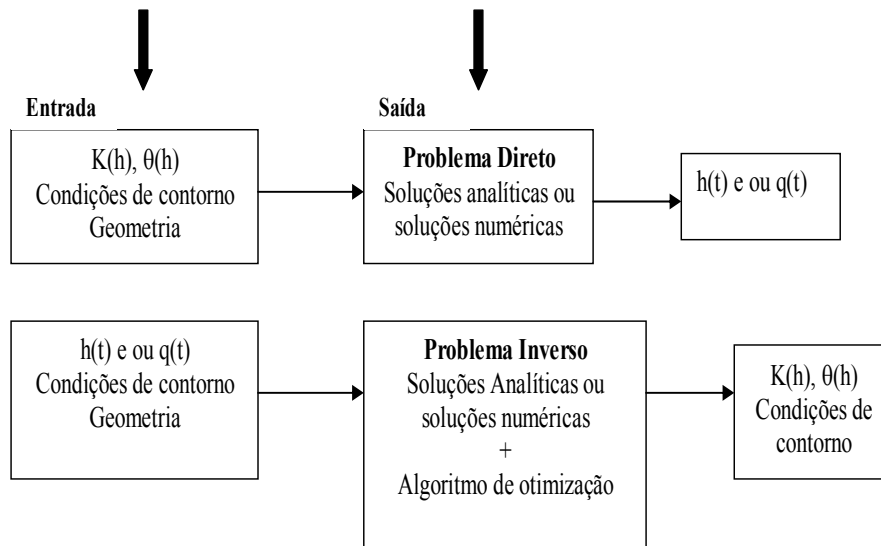 Entrada
Saída
K(h), θ(h)
Condições de contorno
Geometria
Problema Direto
Soluções analíticas ou
soluções numéricas
h(t) e ou q(t)
h(t) e ou q(t)
Condições de contorno
Geometria
Problema Inverso
Soluções Analíticas ou
soluções numéricas
+
Algoritmo de otimização
K(h), θ(h)
Condições de
contorno